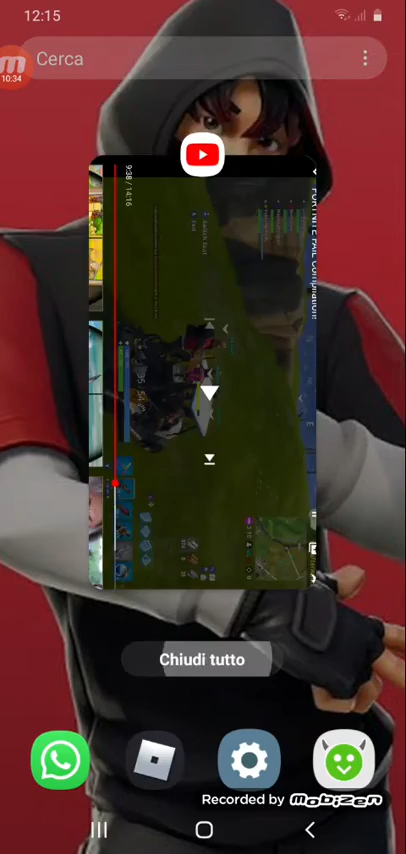 12:15
Cerca
10:34
FORTNITE FAIL Compilation!
9:38 / 14:16
Chiudi tutto
Recorded by Mobizen